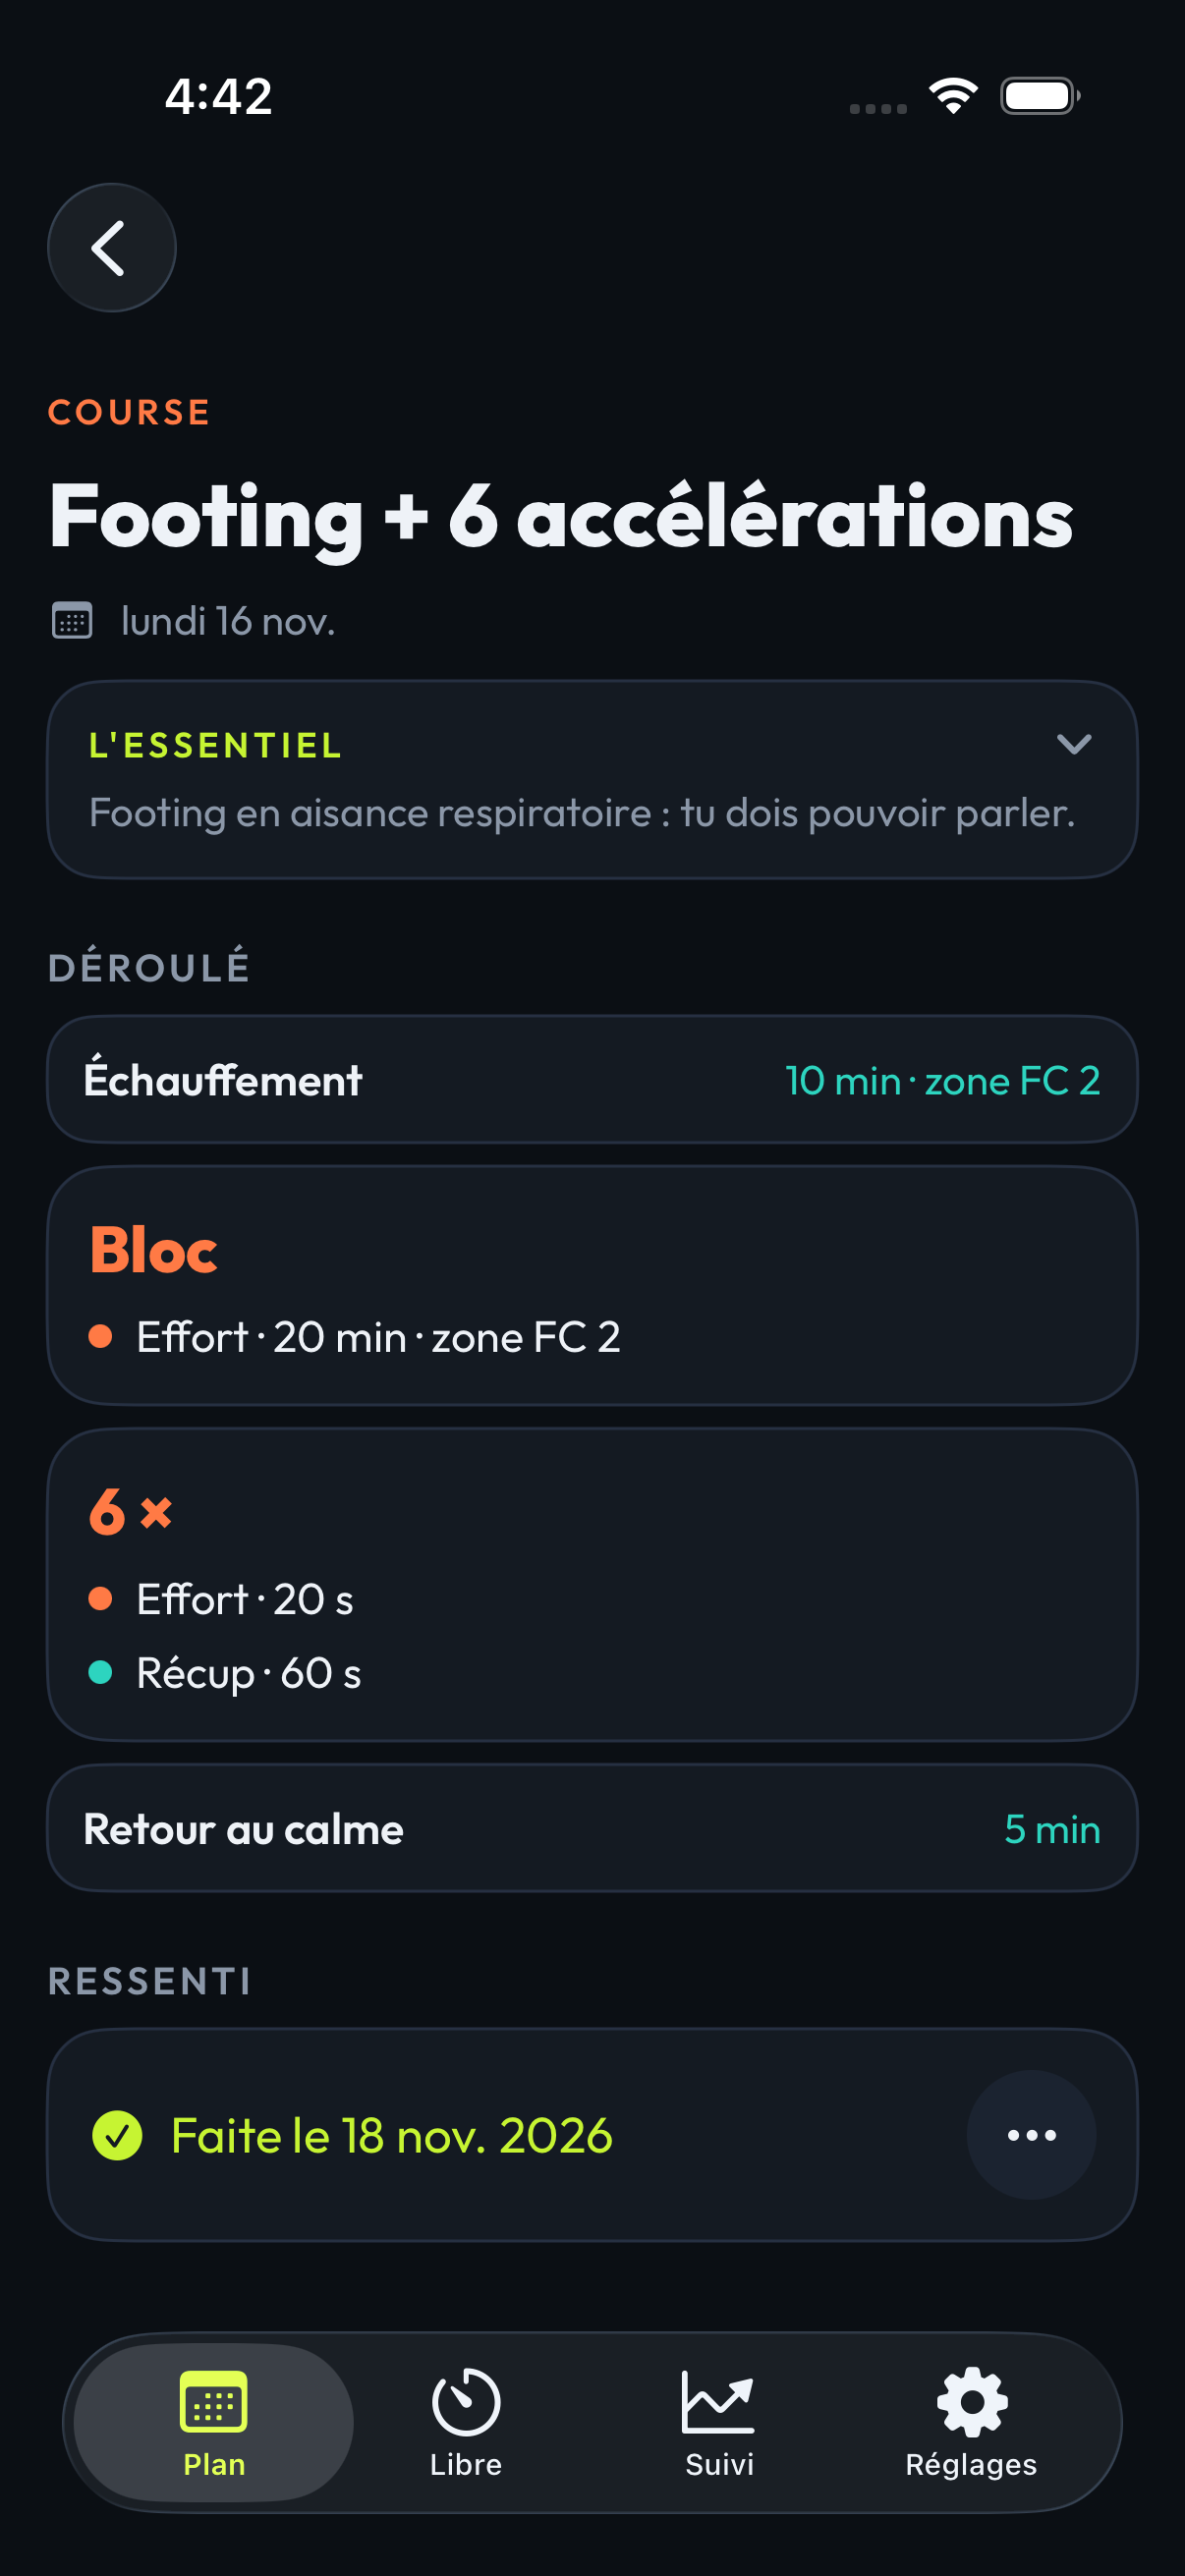 4:42
COURSE
Footing + 6 accélérations
lundi 16 nov.
L'ESSENTIEL
Footing en aisance respiratoire : tu dois pouvoir parler.
DÉROULÉ
Échauffement 10 min · zone FC 2
Bloc
Effort · 20 min · zone FC 2
6 ×
Effort · 20 s
Récup · 60 s
Retour au calme 5 min
RESSENTI
Faite le 18 nov. 2026
Plan Libre Suivi Réglages